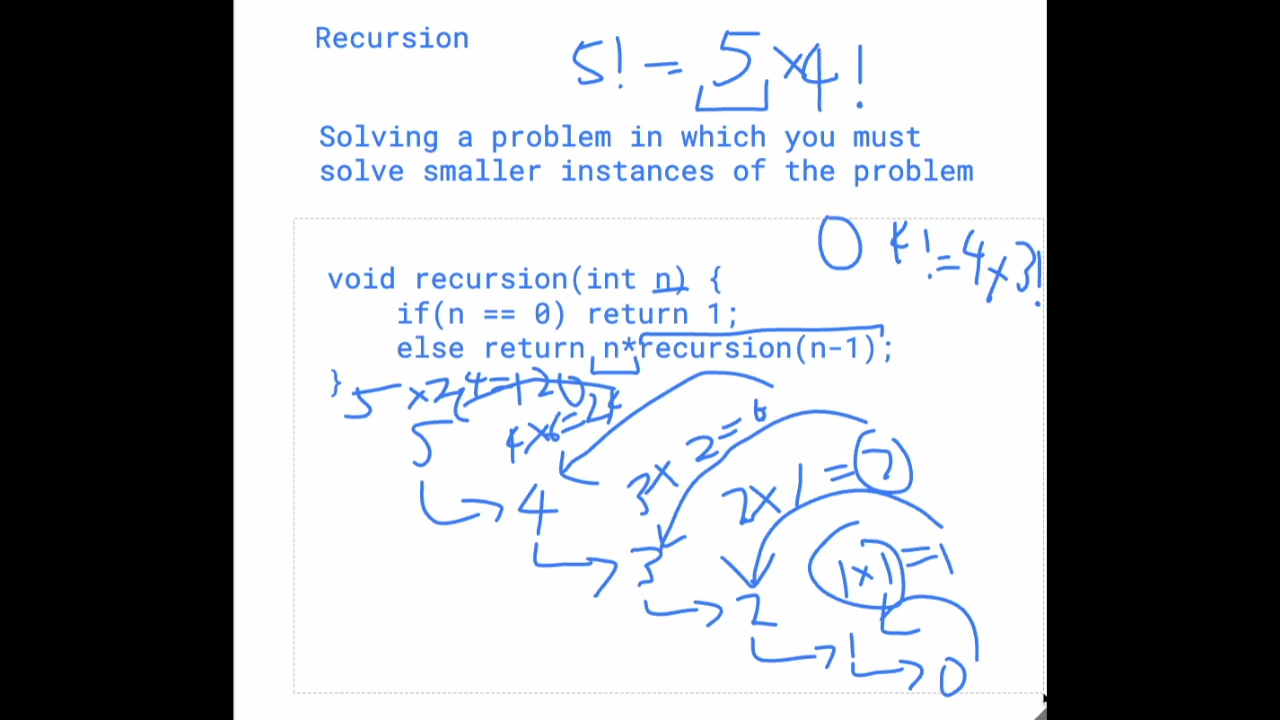 Recursion
5! = 5 x 4!
Solving a problem in which you must
solve smaller instances of the problem
0 4! = 4 x 3!
void recursion(int n) {
if(n == 0) return 1;
else return n*recursion(n-1);
}
5 x 24 = 120
4 x 6 = 24
3 x 2 = 6
2 x 1 = 2
1 x 1 = 1
5
4
3
2
1
0